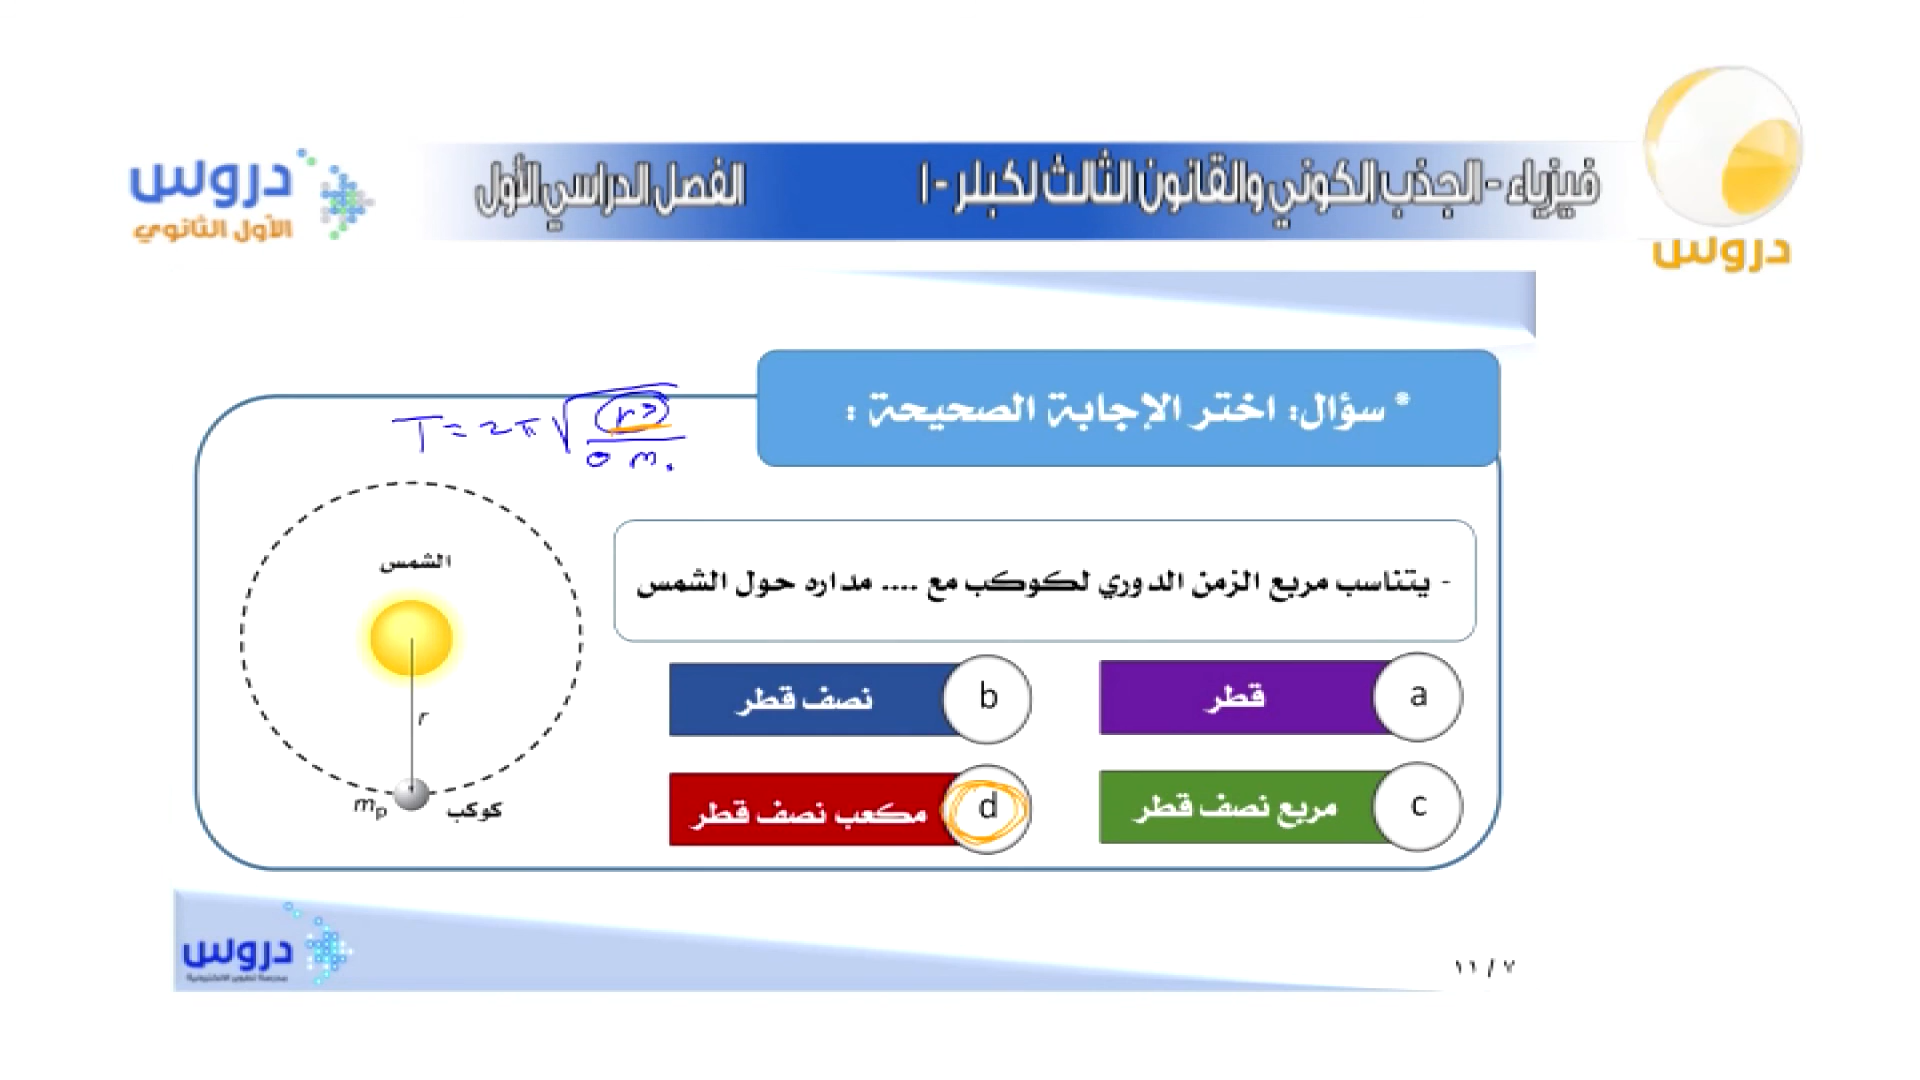 دروس
الأول الثانوي
فيزياء - الجذب الكوني والقانون الثالث لكبلر - ١
الفصل الدراسي الأول
دروس
* سؤال: اختر الإجابة الصحيحة :
T = 2π √(r³ / G m.)
- يتناسب مربع الزمن الدوري لكوكب مع .... مداره حول الشمس
a قطر
b نصف قطر
c مربع نصف قطر
d مكعب نصف قطر
الشمس
r
mₚ
كوكب
دروس
٧ / ١١